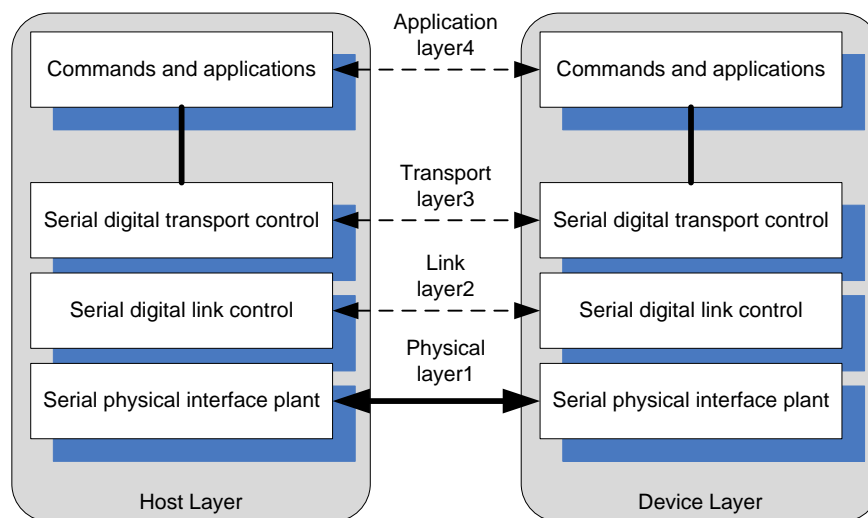 Application
layer4
Commands and applications
Commands and applications
Transport
layer3
Serial digital transport control
Serial digital transport control
Link
layer2
Serial digital link control
Serial digital link control
Physical
layer1
Serial physical interface plant
Serial physical interface plant
Host Layer
Device Layer